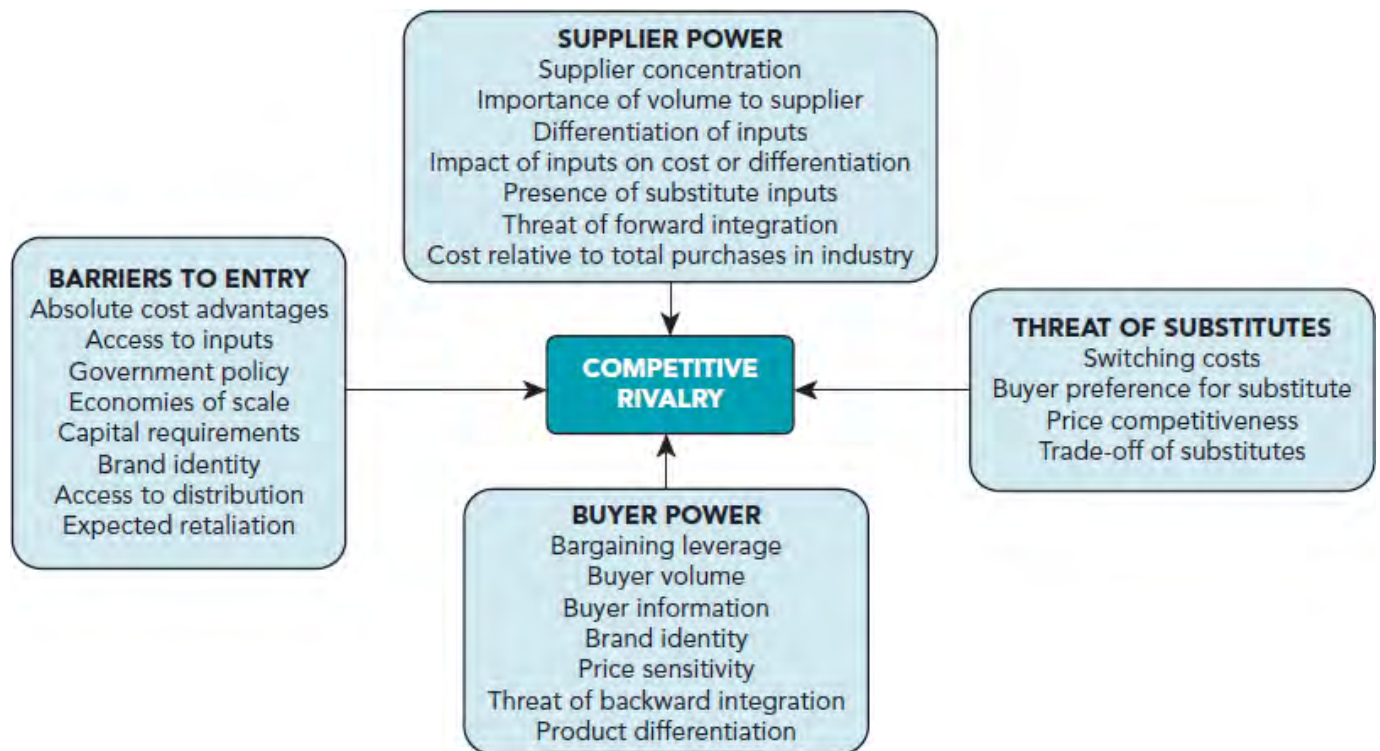 SUPPLIER POWER
Supplier concentration
Importance of volume to supplier
Differentiation of inputs
Impact of inputs on cost or differentiation
Presence of substitute inputs
Threat of forward integration
Cost relative to total purchases in industry
BARRIERS TO ENTRY
Absolute cost advantages
Access to inputs
Government policy
Economies of scale
Capital requirements
Brand identity
Access to distribution
Expected retaliation
COMPETITIVE
RIVALRY
THREAT OF SUBSTITUTES
Switching costs
Buyer preference for substitute
Price competitiveness
Trade-off of substitutes
BUYER POWER
Bargaining leverage
Buyer volume
Buyer information
Brand identity
Price sensitivity
Threat of backward integration
Product differentiation